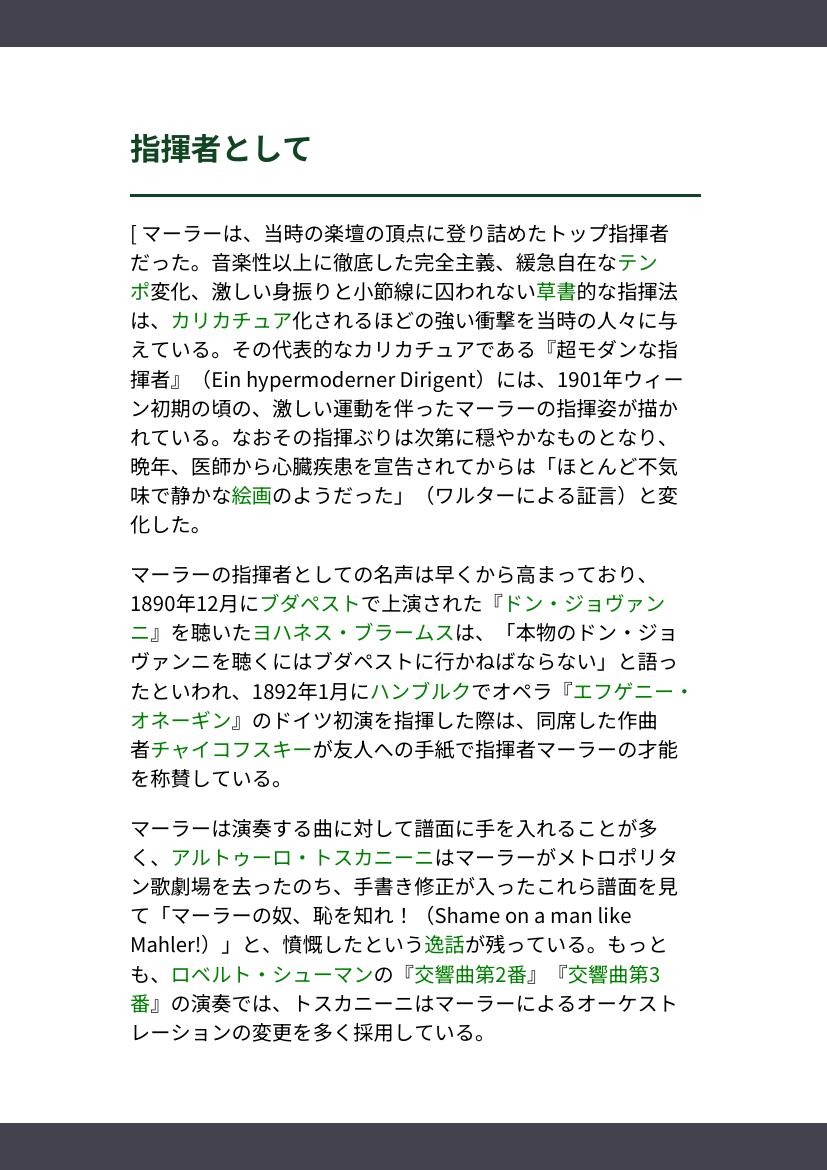 指揮者として
[ マーラーは、当時の楽壇の頂点に登り詰めたトップ指揮者
だった。音楽性以上に徹底した完全主義、緩急自在なテン
ポ変化、激しい身振りと小節線に囚われない草書的な指揮法
は、カリカチュア化されるほどの強い衝撃を当時の人々に与
えている。その代表的なカリカチュアである『超モダンな指
揮者』（Ein hypermoderner Dirigent）には、1901年ウィー
ン初期の頃の、激しい運動を伴ったマーラーの指揮姿が描か
れている。なおその指揮ぶりは次第に穏やかなものとなり、
晩年、医師から心臓疾患を宣告されてからは「ほとんど不気
味で静かな絵画のようだった」（ワルターによる証言）と変
化した。
マーラーの指揮者としての名声は早くから高まっており、
1890年12月にブダペストで上演された『ドン・ジョヴァン
ニ』を聴いたヨハネス・ブラームスは、「本物のドン・ジョ
ヴァンニを聴くにはブダペストに行かねばならない」と語っ
たといわれ、1892年1月にハンブルクでオペラ『エフゲニー・
オネーギン』のドイツ初演を指揮した際は、同席した作曲
者チャイコフスキーが友人への手紙で指揮者マーラーの才能
を称賛している。
マーラーは演奏する曲に対して譜面に手を入れることが多
く、アルトゥーロ・トスカニーニはマーラーがメトロポリタ
ン歌劇場を去ったのち、手書き修正が入ったこれら譜面を見
て「マーラーの奴、恥を知れ！（Shame on a man like
Mahler!）」と、憤慨したという逸話が残っている。もっと
も、ロベルト・シューマンの『交響曲第2番』『交響曲第3
番』の演奏では、トスカニーニはマーラーによるオーケスト
レーションの変更を多く採用している。